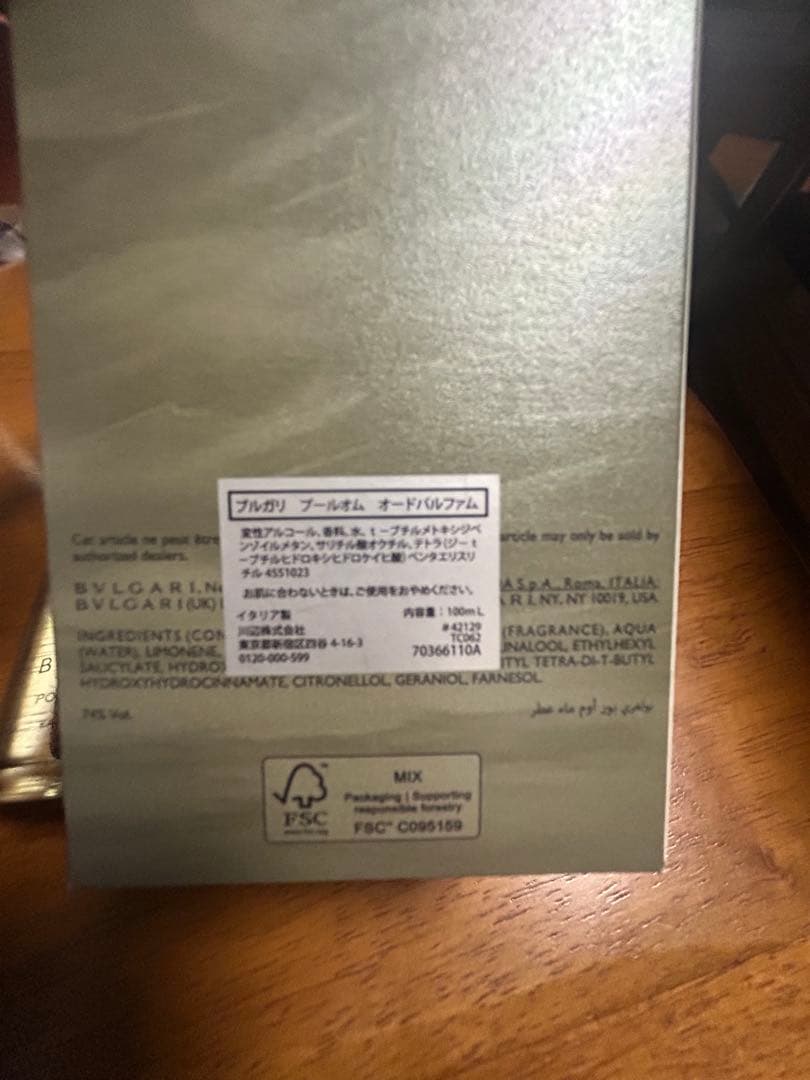 ブルガリ プールオム オードパルファム
変性アルコール、香料、水、t－ブチルメトキシジベ
ンゾイルメタン、サリチル酸オクチル、テトラ(ジーt
ーブチルヒドロキシヒドロケイヒ酸)ペンタエリスリ
チル 4551023
お肌に合わないときは、ご使用をおやめください。
イタリア製 内容量：100mL
川辺株式会社 #42129
東京都新宿区四谷 4-16-3 TC062
0120-000-599 70366110A
Cet article ne peut être article may only be sold by
authorized dealers.
BVLGARI, A S.p.A., Roma, ITALIA;
BVLGARI (UK) NY, NY 10019, USA
INGREDIENTS (FRAGRANCE), AQUA
(WATER), LIMONENE, ETHYLHEXYL
SALICYLATE, TETRA-DI-T-BUTYL
HYDROXYHYDROCINNAMATE, CITRONELLOL, GERANIOL, FARNESOL.
بولغري بور أوم ماء عطر
FSC
MIX
Packaging | Supporting
responsible forestry
FSC™ C095159